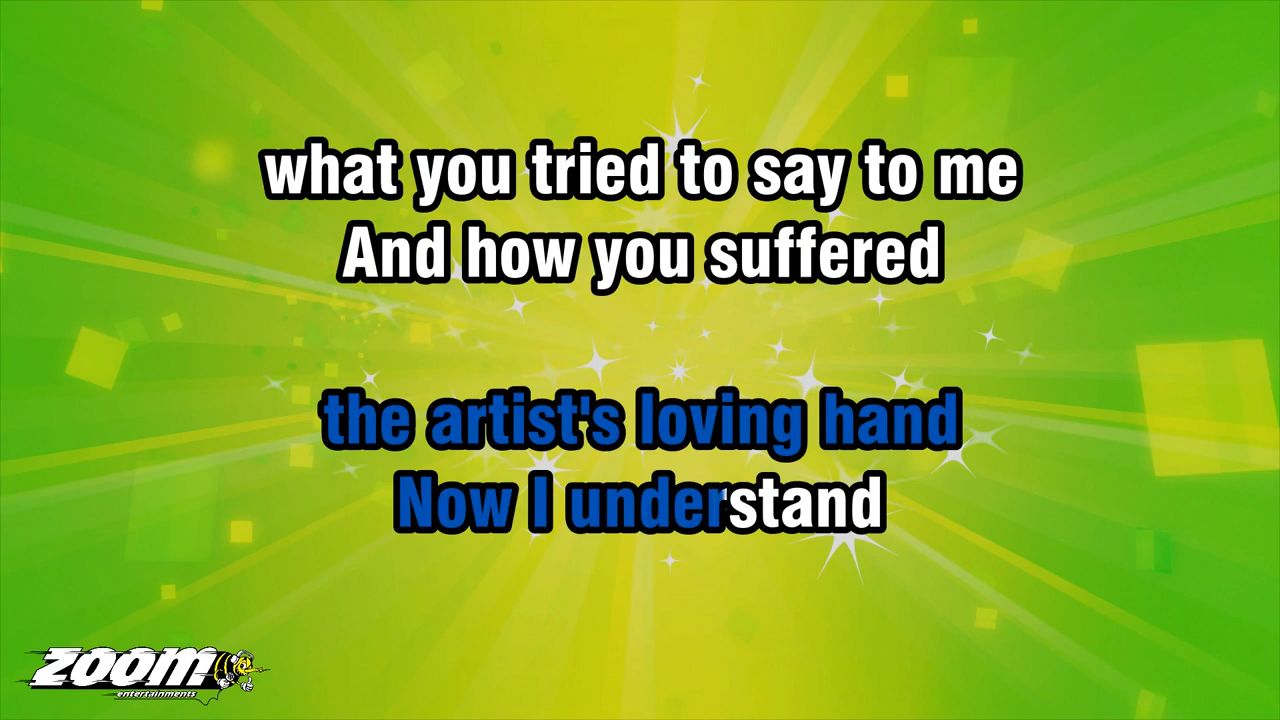 what you tried to say to me
And how you suffered
the artist's loving hand
Now I understand
ZOOM
entertainments